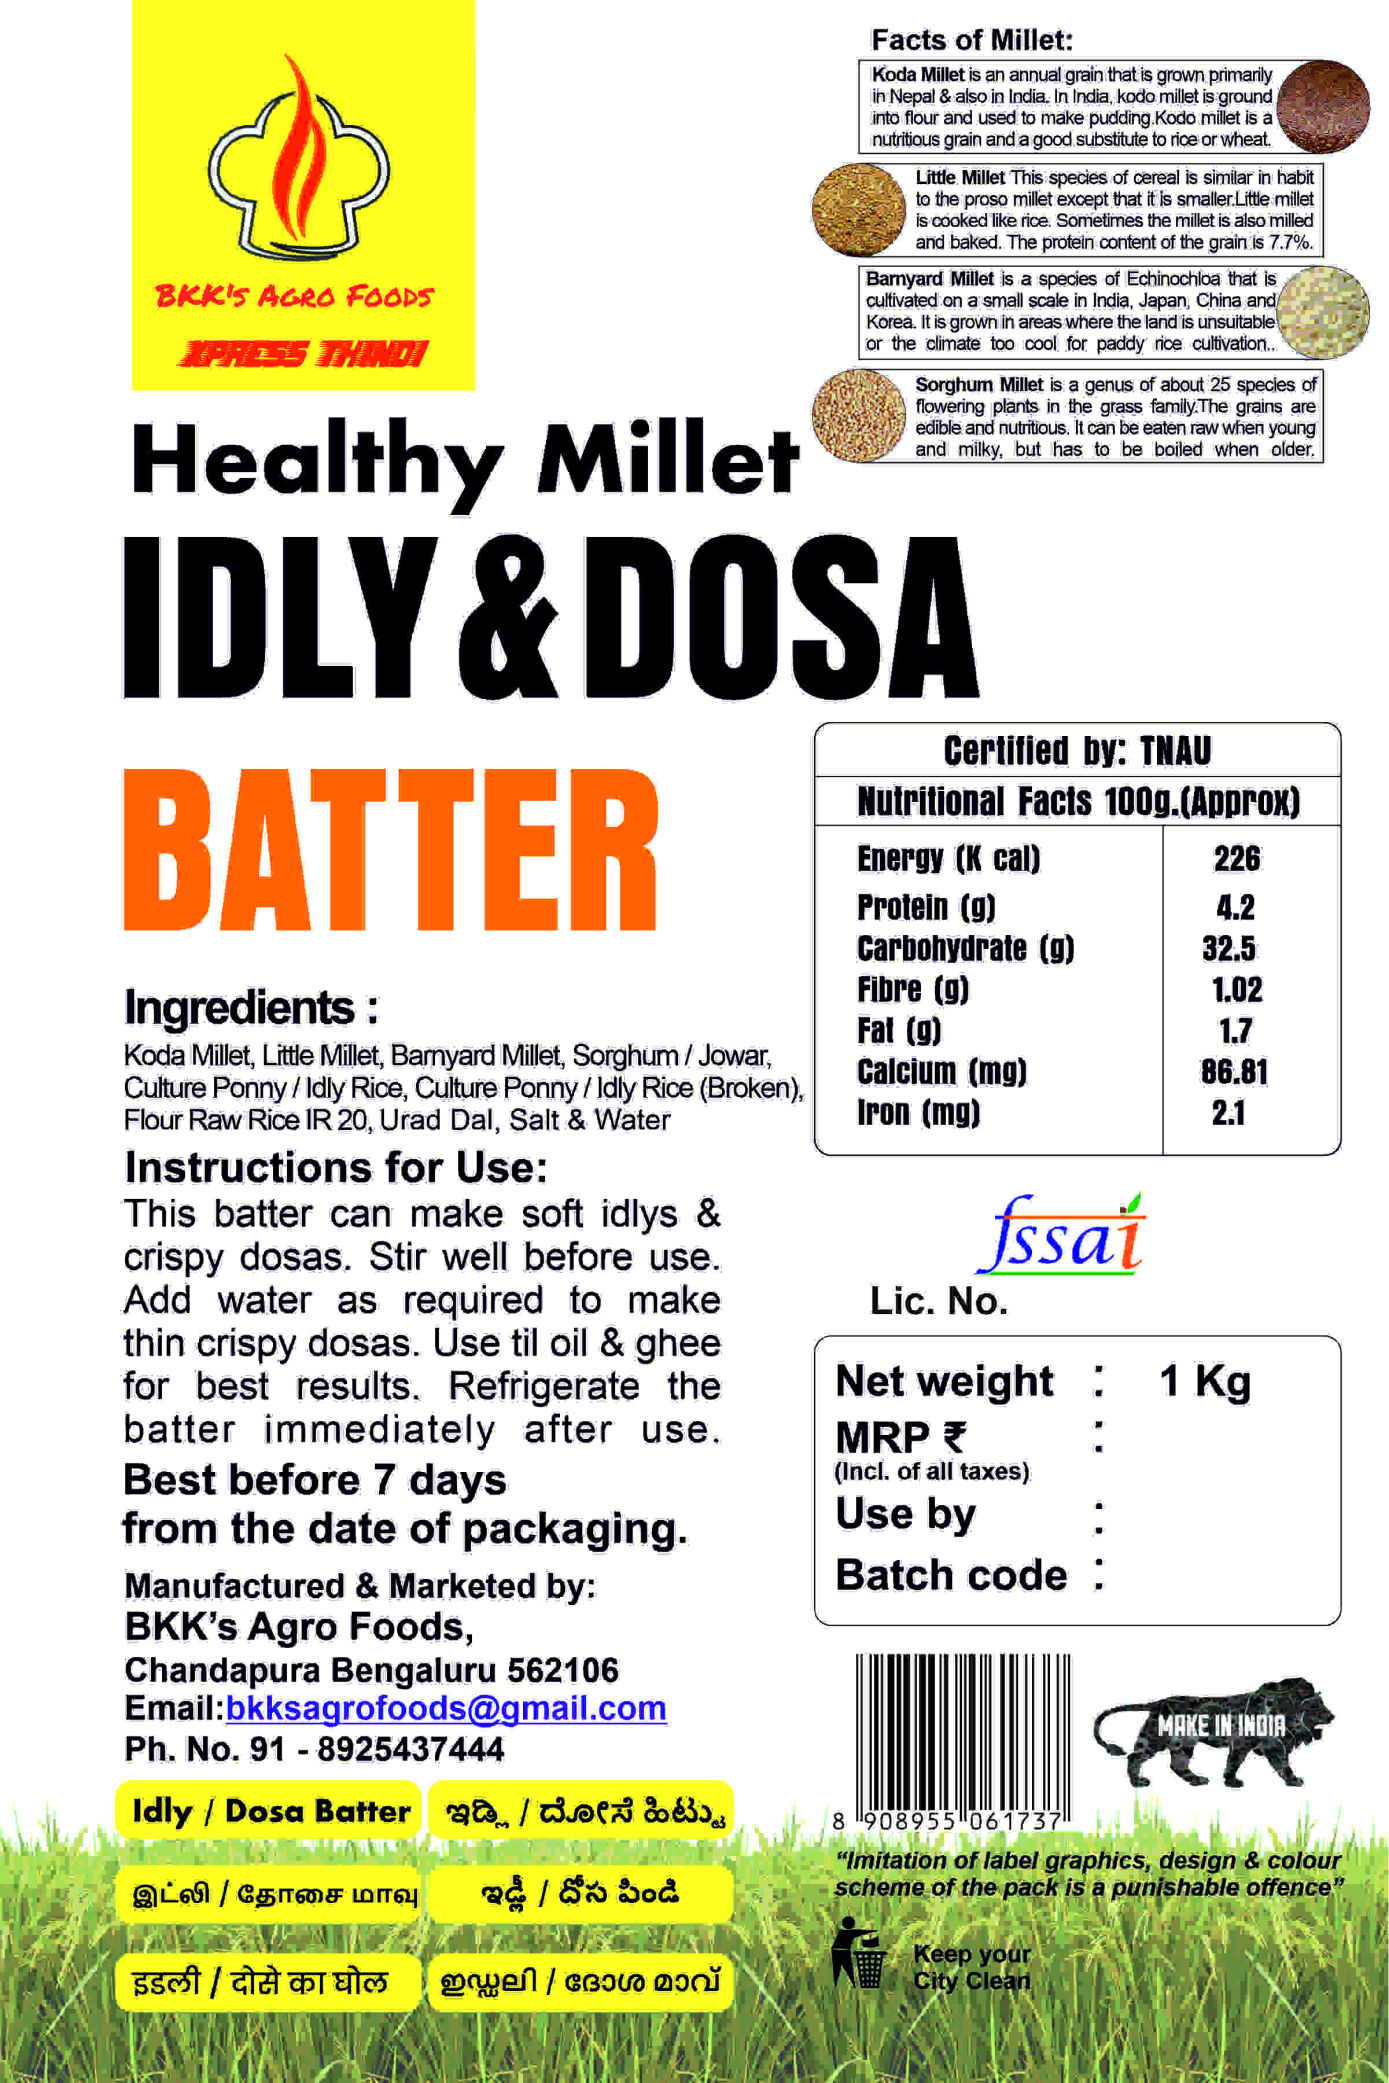 BKK's Agro Foods
XPRESS THINDI
Facts of Millet:
Koda Millet is an annual grain that is grown primarily
in Nepal & also in India. In India, kodo millet is ground
into flour and used to make pudding.Kodo millet is a
nutritious grain and a good substitute to rice or wheat.
Little Millet This species of cereal is similar in habit
to the proso millet except that it is smaller.Little millet
is cooked like rice. Sometimes the millet is also milled
and baked. The protein content of the grain is 7.7%.
Barnyard Millet is a species of Echinochloa that is
cultivated on a small scale in India, Japan, China and
Korea. It is grown in areas where the land is unsuitable
or the climate too cool for paddy rice cultivation..
Sorghum Millet is a genus of about 25 species of
flowering plants in the grass family.The grains are
edible and nutritious. It can be eaten raw when young
and milky, but has to be boiled when older.
Healthy Millet
IDLY & DOSA
BATTER
Certified by: TNAU
Nutritional Facts 100g.(Approx)
Energy (K cal) 226
Protein (g) 4.2
Carbohydrate (g) 32.5
Fibre (g) 1.02
Fat (g) 1.7
Calcium (mg) 86.81
Iron (mg) 2.1
Ingredients :
Koda Millet, Little Millet, Barnyard Millet, Sorghum / Jowar,
Culture Ponny / Idly Rice, Culture Ponny / Idly Rice (Broken),
Flour Raw Rice IR 20, Urad Dal, Salt & Water
Instructions for Use:
This batter can make soft idlys &
crispy dosas. Stir well before use.
Add water as required to make
thin crispy dosas. Use til oil & ghee
for best results. Refrigerate the
batter immediately after use.
Best before 7 days
from the date of packaging.
Manufactured & Marketed by:
BKK's Agro Foods,
Chandapura Bengaluru 562106
Email:bkksagrofoods@gmail.com
Ph. No. 91 - 8925437444
fssai
Lic. No.
Net weight : 1 Kg
MRP ₹ :
(Incl. of all taxes)
Use by :
Batch code :
MAKE IN INDIA
8 908955 061737
"Imitation of label graphics, design & colour
scheme of the pack is a punishable offence"
Keep your
City Clean
Idly / Dosa Batter
ಇಡ್ಲಿ / ದೋಸೆ ಹಿಟ್ಟು
இட்லி / தோசை மாவு
ఇడ్లీ / దోస పిండి
इडली / दोसे का घोल
ഇഡ്ഡലി / ദോശ മാവ്